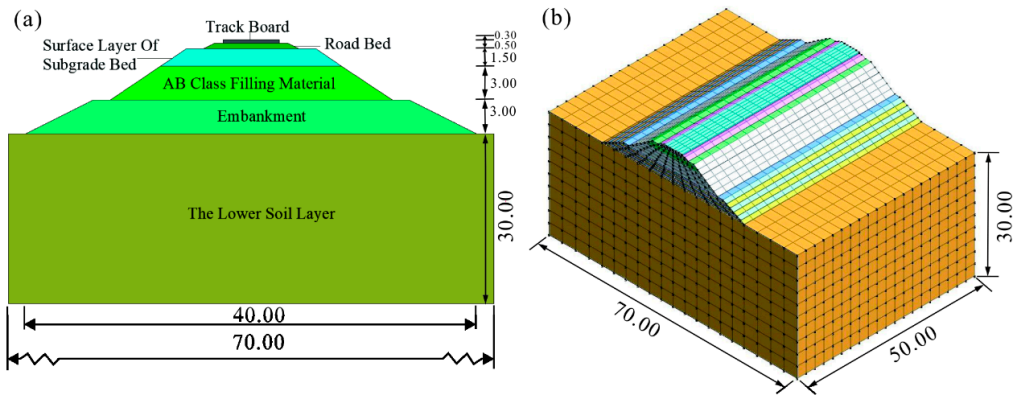 (a)
Track Board
Surface Layer Of
Subgrade Bed
Road Bed
0.30
0.50
1.50
AB Class Filling Material
3.00
Embankment
3.00
The Lower Soil Layer
30.00
40.00
70.00
(b)
30.00
70.00
50.00